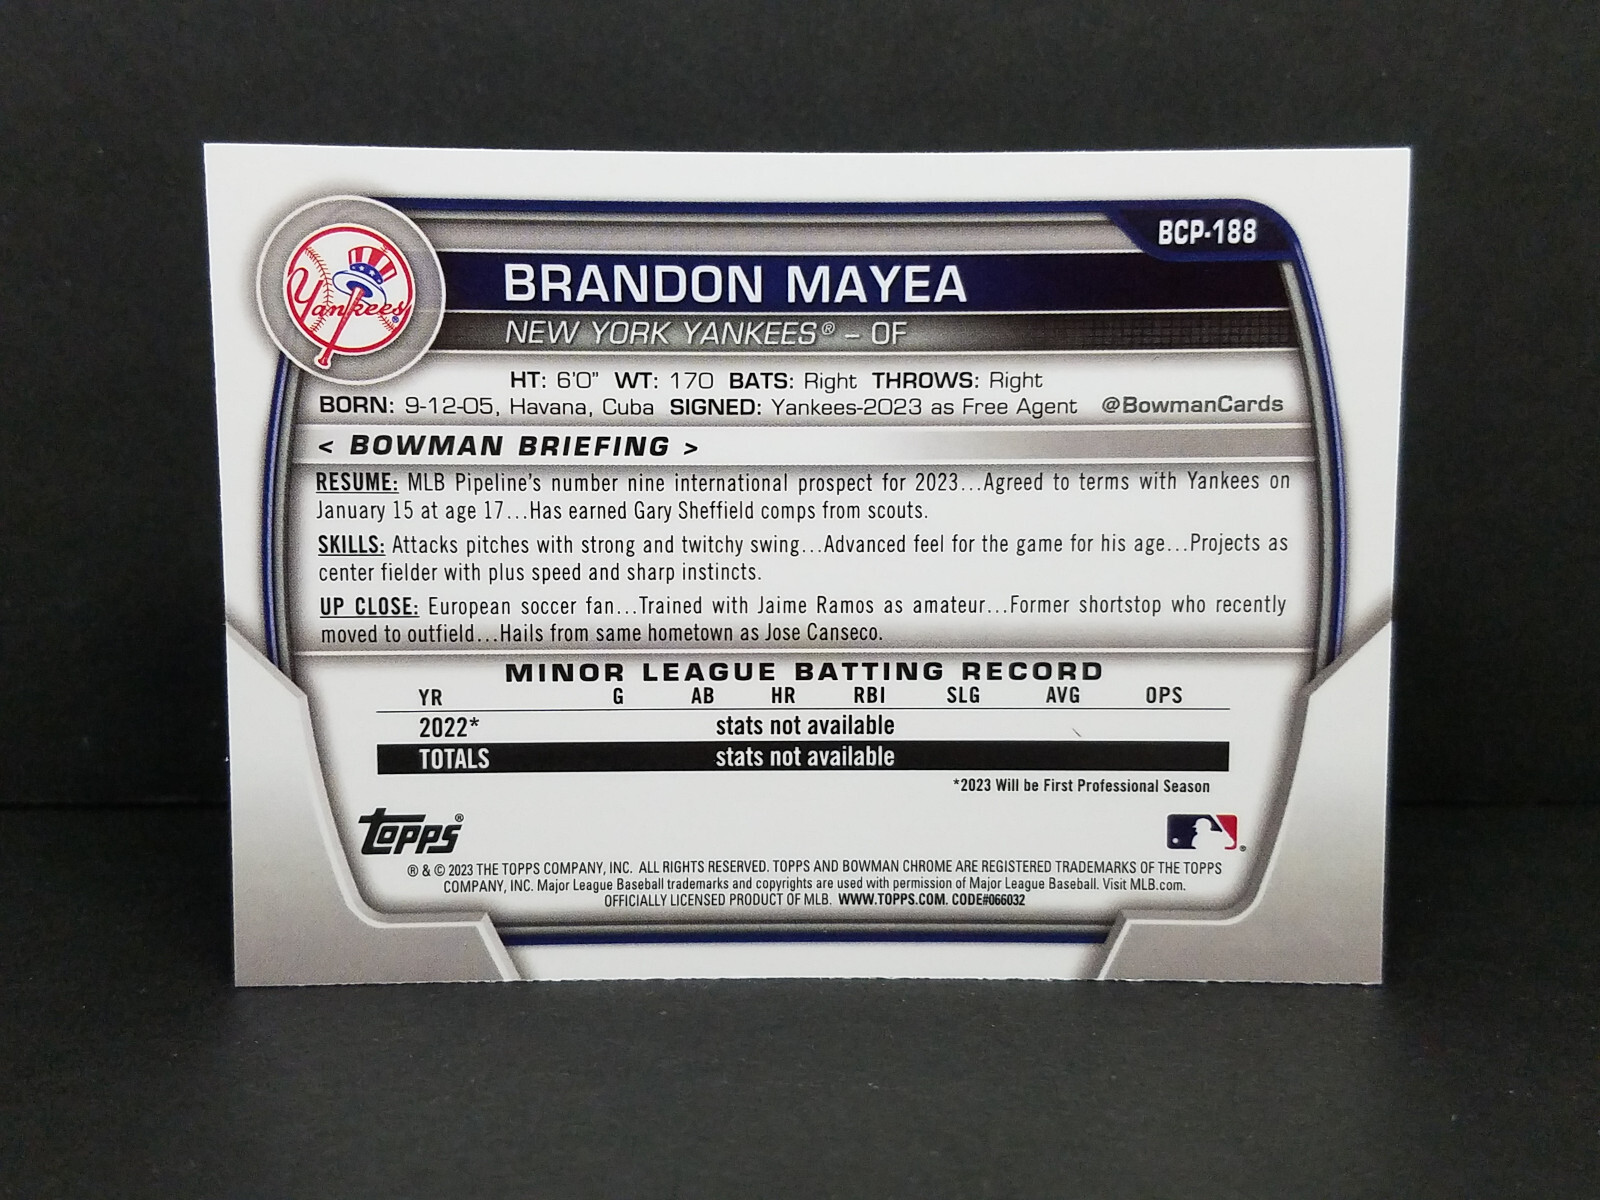 BCP-188
Yankees®
BRANDON MAYEA
NEW YORK YANKEES® – OF
HT: 6'0" WT: 170 BATS: Right THROWS: Right
BORN: 9-12-05, Havana, Cuba SIGNED: Yankees-2023 as Free Agent @BowmanCards
< BOWMAN BRIEFING >
RESUME: MLB Pipeline's number nine international prospect for 2023...Agreed to terms with Yankees on
January 15 at age 17...Has earned Gary Sheffield comps from scouts.
SKILLS: Attacks pitches with strong and twitchy swing...Advanced feel for the game for his age...Projects as
center fielder with plus speed and sharp instincts.
UP CLOSE: European soccer fan...Trained with Jaime Ramos as amateur...Former shortstop who recently
moved to outfield...Hails from same hometown as Jose Canseco.
MINOR LEAGUE BATTING RECORD
YR G AB HR RBI SLG AVG OPS
2022* stats not available
TOTALS stats not available
*2023 Will be First Professional Season
Topps®
® & © 2023 THE TOPPS COMPANY, INC. ALL RIGHTS RESERVED. TOPPS AND BOWMAN CHROME ARE REGISTERED TRADEMARKS OF THE TOPPS
COMPANY, INC. Major League Baseball trademarks and copyrights are used with permission of Major League Baseball. Visit MLB.com.
OFFICIALLY LICENSED PRODUCT OF MLB. WWW.TOPPS.COM. CODE#066032